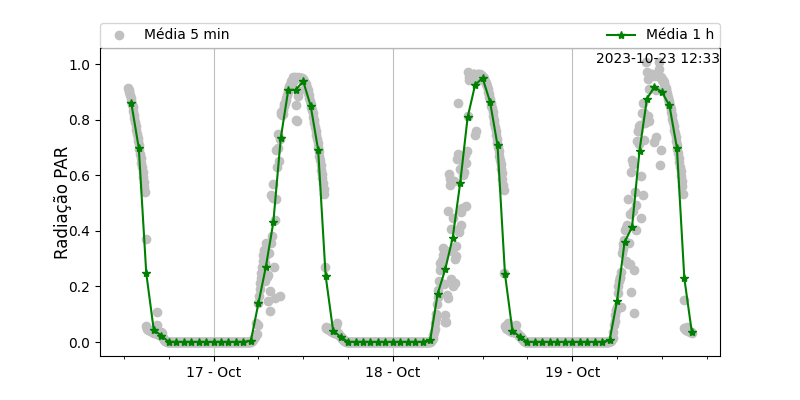 Média 5 min
Média 1 h
2023-10-23 12:33
Radiação PAR
1.0
0.8
0.6
0.4
0.2
0.0
17 - Oct
18 - Oct
19 - Oct